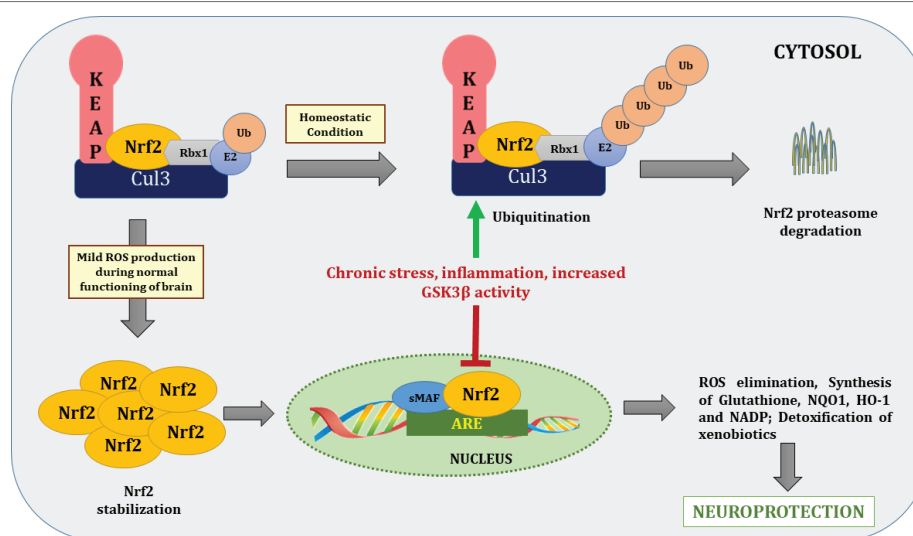 CYTOSOL
KEAP
Nrf2
Rbx1
E2
Ub
Cul3
Homeostatic
Condition
KEAP
Nrf2
Rbx1
E2
Ub
Ub
Ub
Ub
Cul3
Ubiquitination
Nrf2 proteasome
degradation
Mild ROS production
during normal
functioning of brain
Chronic stress, inflammation, increased
GSK3β activity
Nrf2
Nrf2
Nrf2
Nrf2
Nrf2
Nrf2
Nrf2
stabilization
sMAF
Nrf2
ARE
NUCLEUS
ROS elimination, Synthesis
of Glutathione, NQO1, HO-1
and NADP; Detoxification of
xenobiotics
NEUROPROTECTION